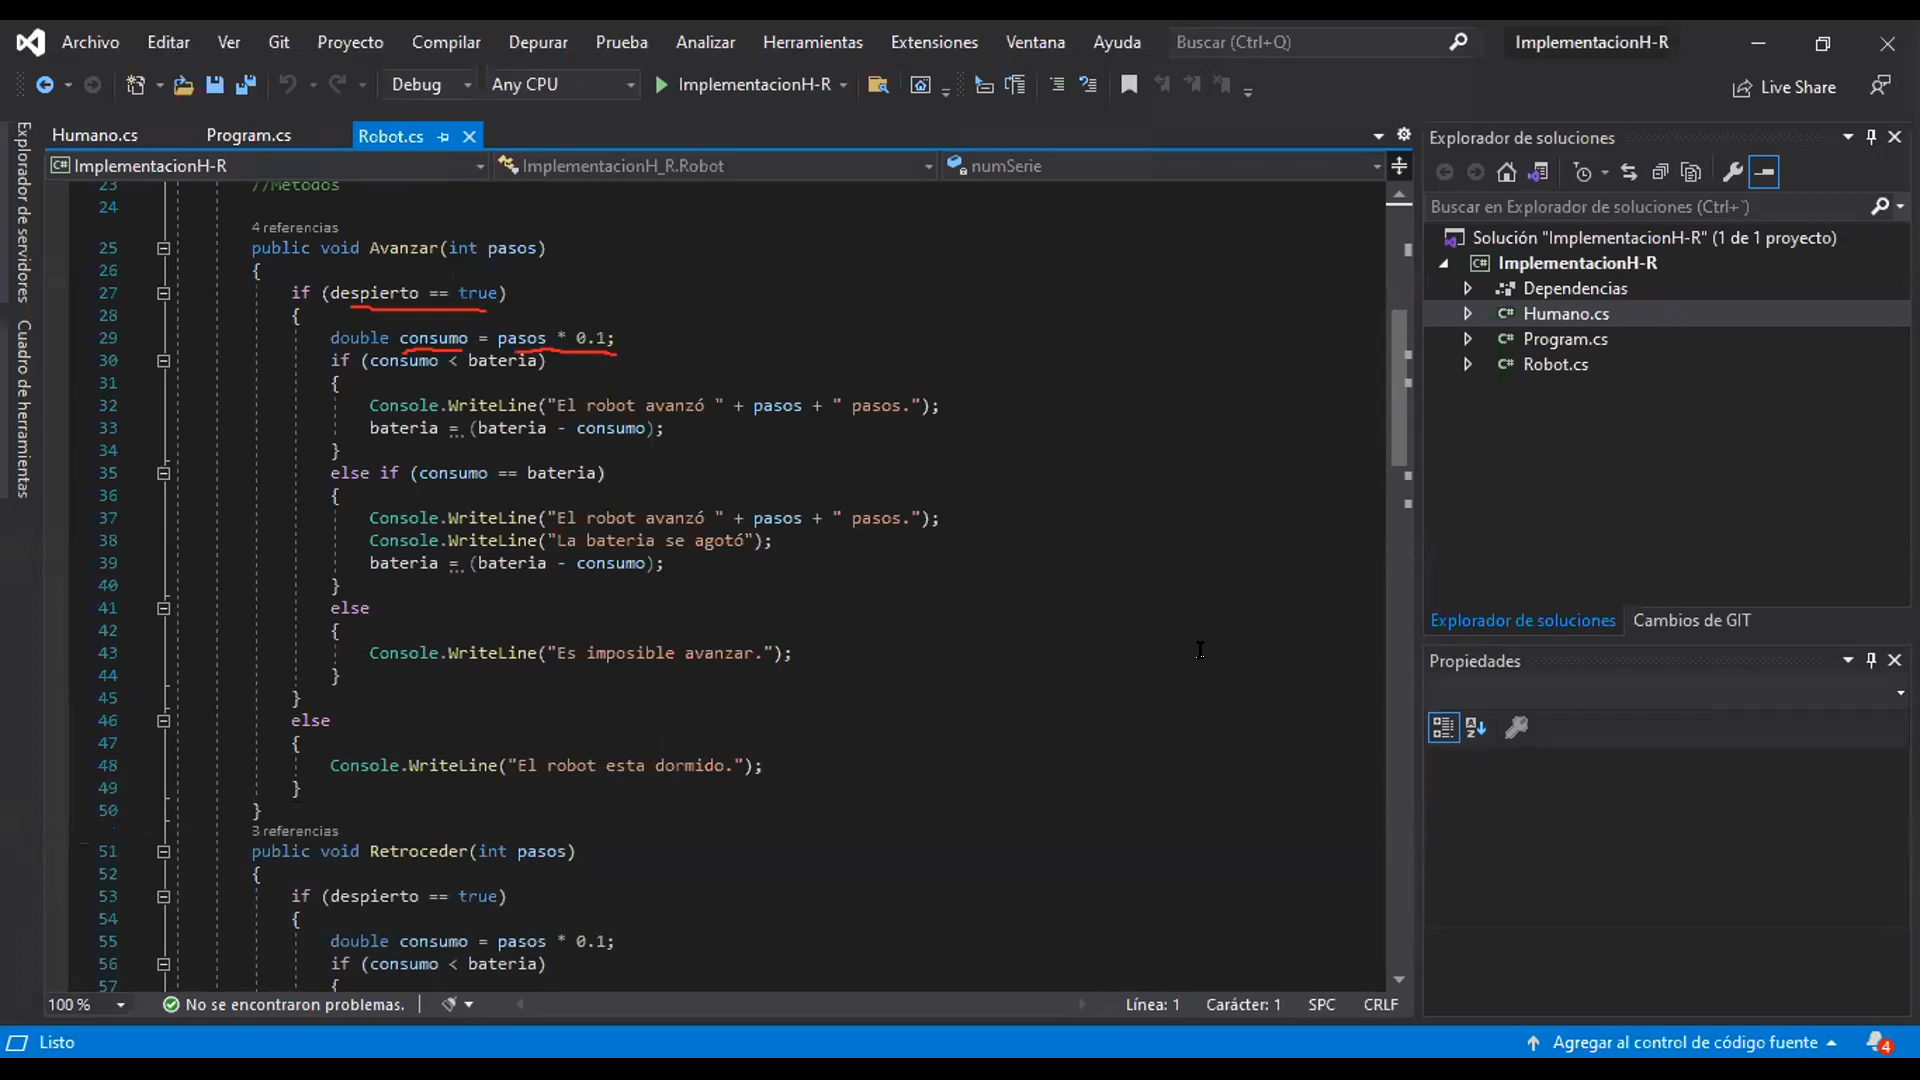 Archivo Editar Ver Git Proyecto Compilar Depurar Prueba Analizar Herramientas Extensiones Ventana Ayuda Buscar (Ctrl+Q) ImplementacionH-R
Debug Any CPU ImplementacionH-R Live Share
Explorador de servidores
Cuadro de herramientas
Humano.cs Program.cs Robot.cs
ImplementacionH-R ImplementacionH_R.Robot numSerie
23 //Metodos
24
4 referencias
25 public void Avanzar(int pasos)
26 {
27 if (despierto == true)
28 {
29 double consumo = pasos * 0.1;
30 if (consumo < bateria)
31 {
32 Console.WriteLine("El robot avanzó " + pasos + " pasos.");
33 bateria = (bateria - consumo);
34 }
35 else if (consumo == bateria)
36 {
37 Console.WriteLine("El robot avanzó " + pasos + " pasos.");
38 Console.WriteLine("La bateria se agotó");
39 bateria = (bateria - consumo);
40 }
41 else
42 {
43 Console.WriteLine("Es imposible avanzar.");
44 }
45 }
46 else
47 {
48 Console.WriteLine("El robot esta dormido.");
49 }
50 }
3 referencias
51 public void Retroceder(int pasos)
52 {
53 if (despierto == true)
54 {
55 double consumo = pasos * 0.1;
56 if (consumo < bateria)
57 {
100 % No se encontraron problemas. Línea: 1 Carácter: 1 SPC CRLF
Explorador de soluciones
Buscar en Explorador de soluciones (Ctrl+`)
Solución "ImplementacionH-R" (1 de 1 proyecto)
C# ImplementacionH-R
Dependencias
C# Humano.cs
C# Program.cs
C# Robot.cs
Explorador de soluciones Cambios de GIT
Propiedades
Listo Agregar al control de código fuente 4